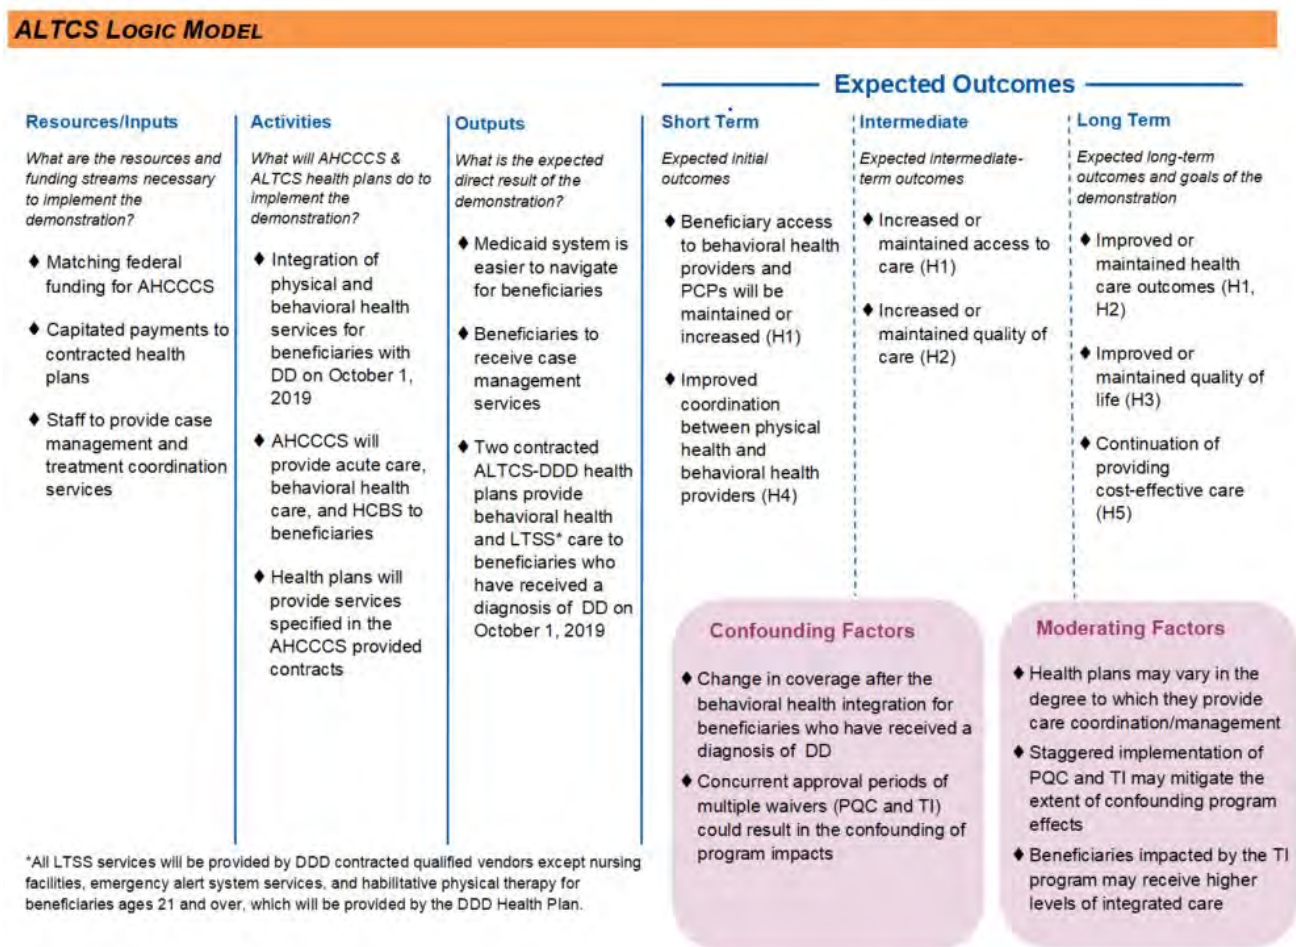 ALTCS LOGIC MODEL
Expected Outcomes
Resources/Inputs
What are the resources and
funding streams necessary
to implement the
demonstration?
♦ Matching federal
funding for AHCCCS
♦ Capitated payments to
contracted health
plans
♦ Staff to provide case
management and
treatment coordination
services
Activities
What will AHCCCS &
ALTCS health plans do to
implement the
demonstration?
♦ Integration of
physical and
behavioral health
services for
beneficiaries with
DD on October 1,
2019
♦ AHCCCS will
provide acute care,
behavioral health
care, and HCBS to
beneficiaries
♦ Health plans will
provide services
specified in the
AHCCCS provided
contracts
Outputs
What is the expected
direct result of the
demonstration?
♦ Medicaid system is
easier to navigate
for beneficiaries
♦ Beneficiaries to
receive case
management
services
♦ Two contracted
ALTCS-DDD health
plans provide
behavioral health
and LTSS* care to
beneficiaries who
have received a
diagnosis of DD on
October 1, 2019
Short Term
Expected initial
outcomes
♦ Beneficiary access
to behavioral health
providers and
PCPs will be
maintained or
increased (H1)
♦ Improved
coordination
between physical
health and
behavioral health
providers (H4)
Intermediate
Expected intermediate-
term outcomes
♦ Increased or
maintained access to
care (H1)
♦ Increased or
maintained quality of
care (H2)
Long Term
Expected long-term
outcomes and goals of the
demonstration
♦ Improved or
maintained health
care outcomes (H1,
H2)
♦ Improved or
maintained quality of
life (H3)
♦ Continuation of
providing
cost-effective care
(H5)
Confounding Factors
♦ Change in coverage after the
behavioral health integration for
beneficiaries who have received a
diagnosis of DD
♦ Concurrent approval periods of
multiple waivers (PQC and TI)
could result in the confounding of
program impacts
Moderating Factors
♦ Health plans may vary in the
degree to which they provide
care coordination/management
♦ Staggered implementation of
PQC and TI may mitigate the
extent of confounding program
effects
♦ Beneficiaries impacted by the TI
program may receive higher
levels of integrated care
*All LTSS services will be provided by DDD contracted qualified vendors except nursing
facilities, emergency alert system services, and habilitative physical therapy for
beneficiaries ages 21 and over, which will be provided by the DDD Health Plan.